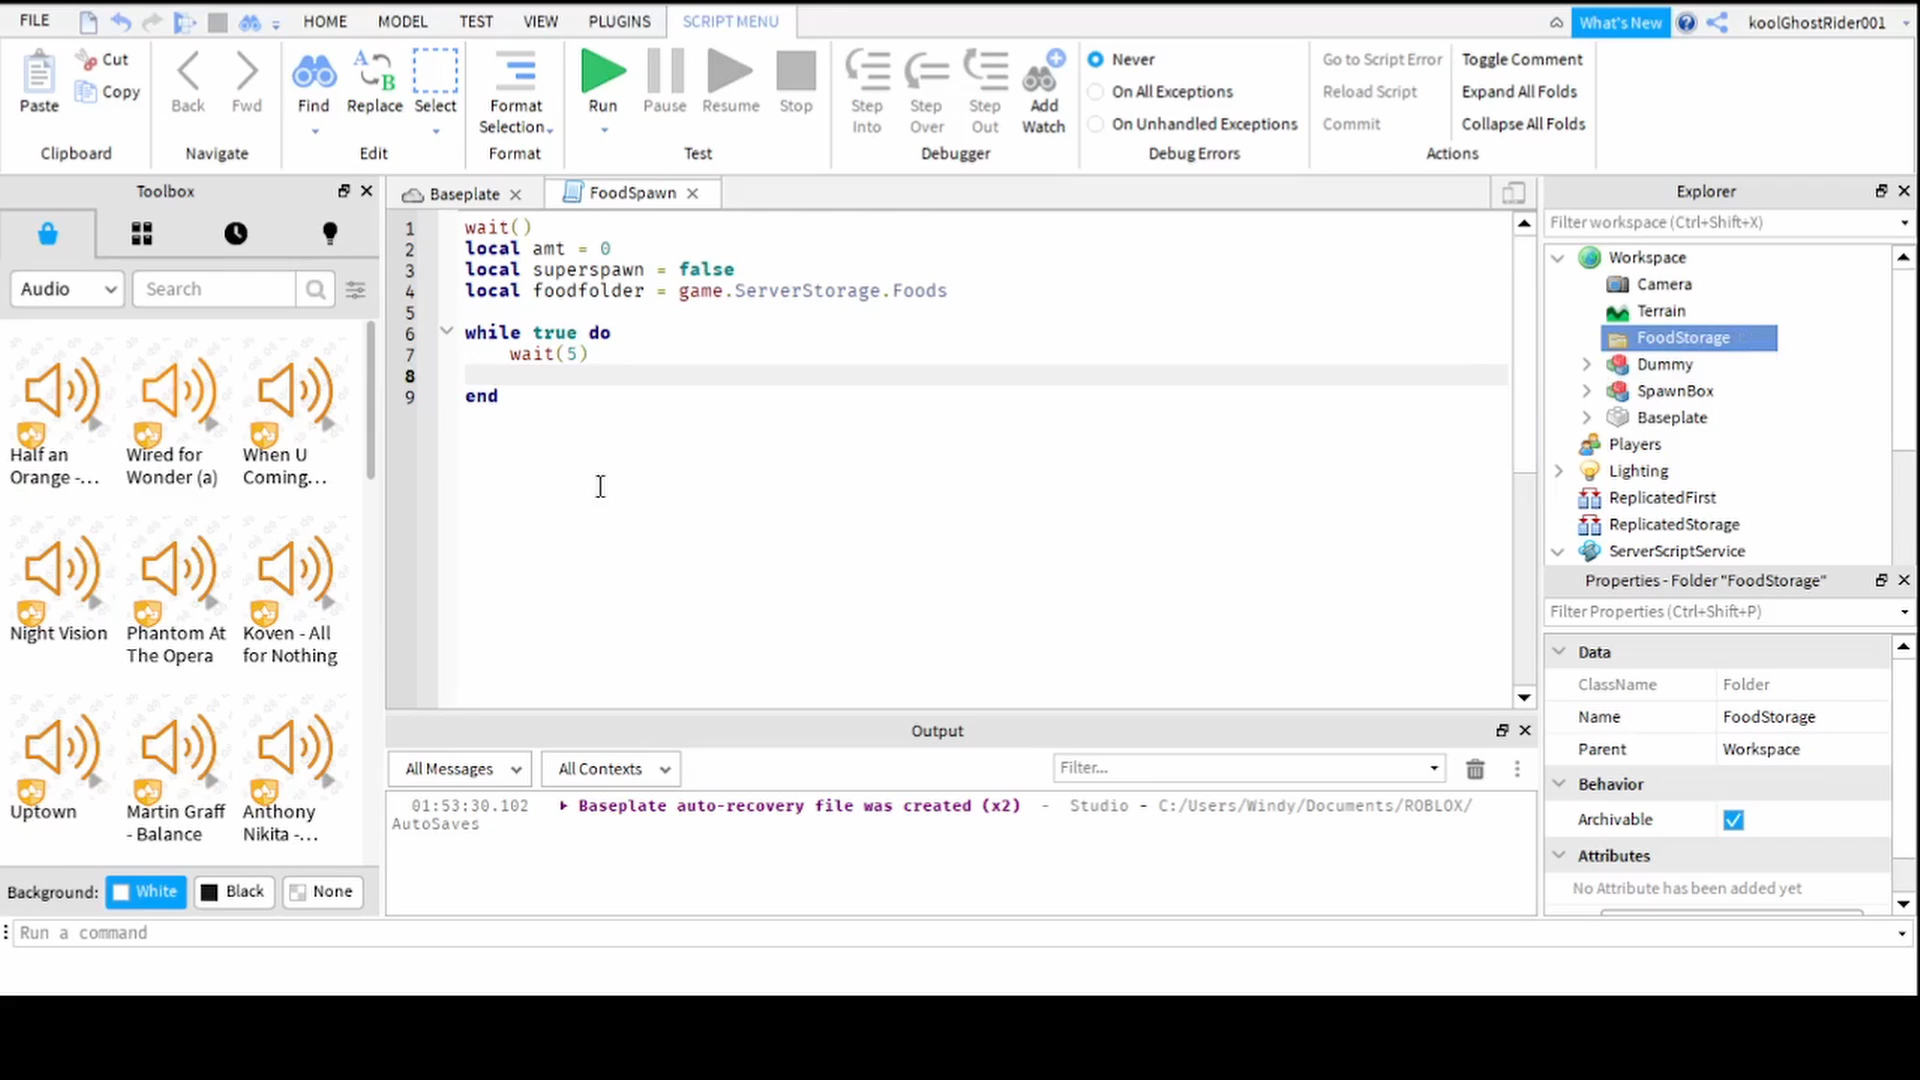 FILE HOME MODEL TEST VIEW PLUGINS SCRIPT MENU What's New koolGhostRider001
Paste Cut Copy Back Fwd Find Replace Select Format Selection Run Pause Resume Stop Step Into Step Over Step Out Add Watch Never On All Exceptions On Unhandled Exceptions Go to Script Error Reload Script Commit Toggle Comment Expand All Folds Collapse All Folds
Clipboard Navigate Edit Format Test Debugger Debug Errors Actions
Toolbox
Audio Search
Half an Orange -...
Wired for Wonder (a)
When U Coming...
Night Vision
Phantom At The Opera
Koven - All for Nothing
Uptown
Martin Graff - Balance
Anthony Nikita -...
Background: White Black None
Baseplate FoodSpawn
1 wait()
2 local amt = 0
3 local superspawn = false
4 local foodfolder = game.ServerStorage.Foods
5
6 while true do
7 wait(5)
8
9 end
Output
All Messages All Contexts Filter...
01:53:30.102 Baseplate auto-recovery file was created (x2) - Studio - C:/Users/Windy/Documents/ROBLOX/
AutoSaves
Explorer
Filter workspace (Ctrl+Shift+X)
Workspace
Camera
Terrain
FoodStorage
Dummy
SpawnBox
Baseplate
Players
Lighting
ReplicatedFirst
ReplicatedStorage
ServerScriptService
Properties - Folder "FoodStorage"
Filter Properties (Ctrl+Shift+P)
Data
ClassName Folder
Name FoodStorage
Parent Workspace
Behavior
Archivable
Attributes
No Attribute has been added yet
Run a command